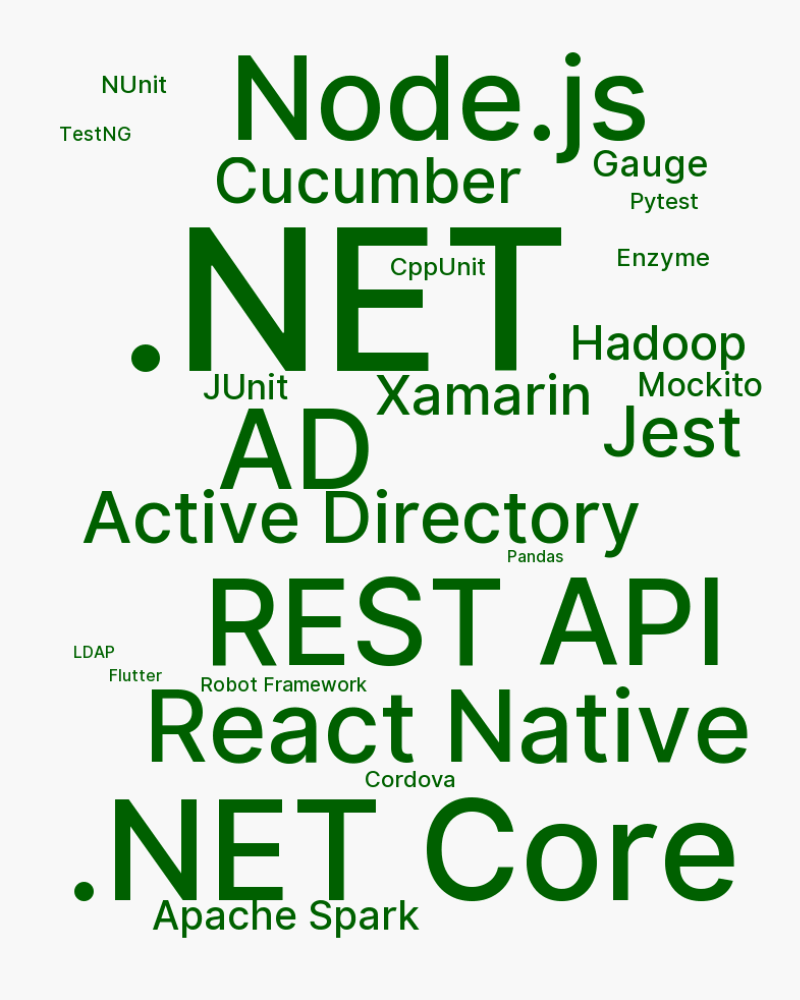 NUnit
Node.js
TestNG
Cucumber
Gauge
Pytest
.NET
CppUnit
Enzyme
Hadoop
JUnit
Xamarin
Mockito
AD
Jest
Active Directory
Pandas
REST API
LDAP
Flutter
Robot Framework
React Native
Cordova
.NET Core
Apache Spark